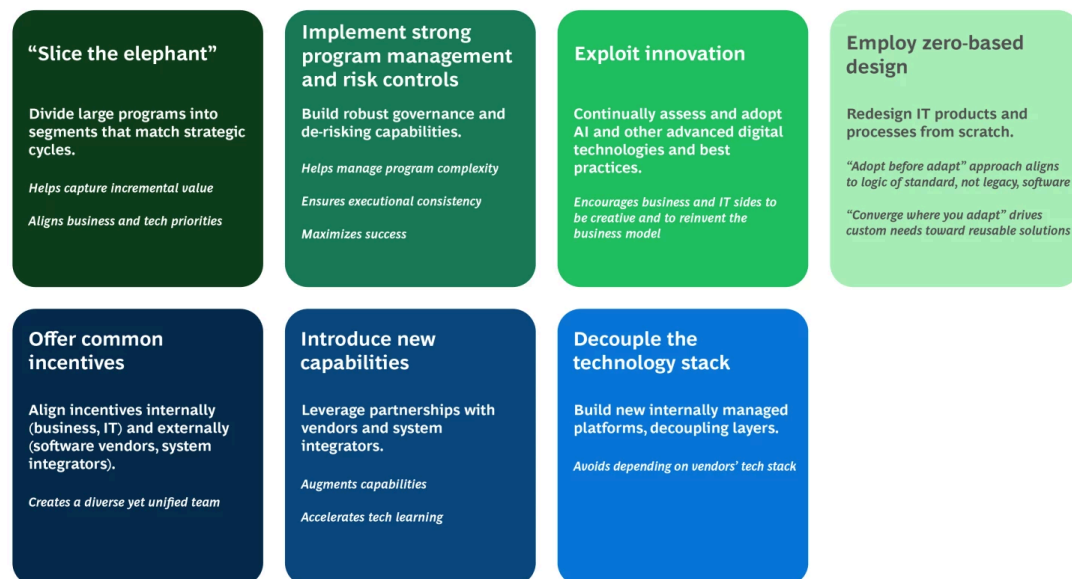 “Slice the elephant”
Divide large programs into
segments that match strategic
cycles.
Helps capture incremental value
Aligns business and tech priorities
Implement strong
program management
and risk controls
Build robust governance and
de-risking capabilities.
Helps manage program complexity
Ensures executional consistency
Maximizes success
Exploit innovation
Continually assess and adopt
AI and other advanced digital
technologies and best
practices.
Encourages business and IT sides to
be creative and to reinvent the
business model
Employ zero-based
design
Redesign IT products and
processes from scratch.
“Adopt before adapt” approach aligns
to logic of standard, not legacy, software
“Converge where you adapt” drives
custom needs toward reusable solutions
Offer common
incentives
Align incentives internally
(business, IT) and externally
(software vendors, system
integrators).
Creates a diverse yet unified team
Introduce new
capabilities
Leverage partnerships with
vendors and system
integrators.
Augments capabilities
Accelerates tech learning
Decouple the
technology stack
Build new internally managed
platforms, decoupling layers.
Avoids depending on vendors’ tech stack